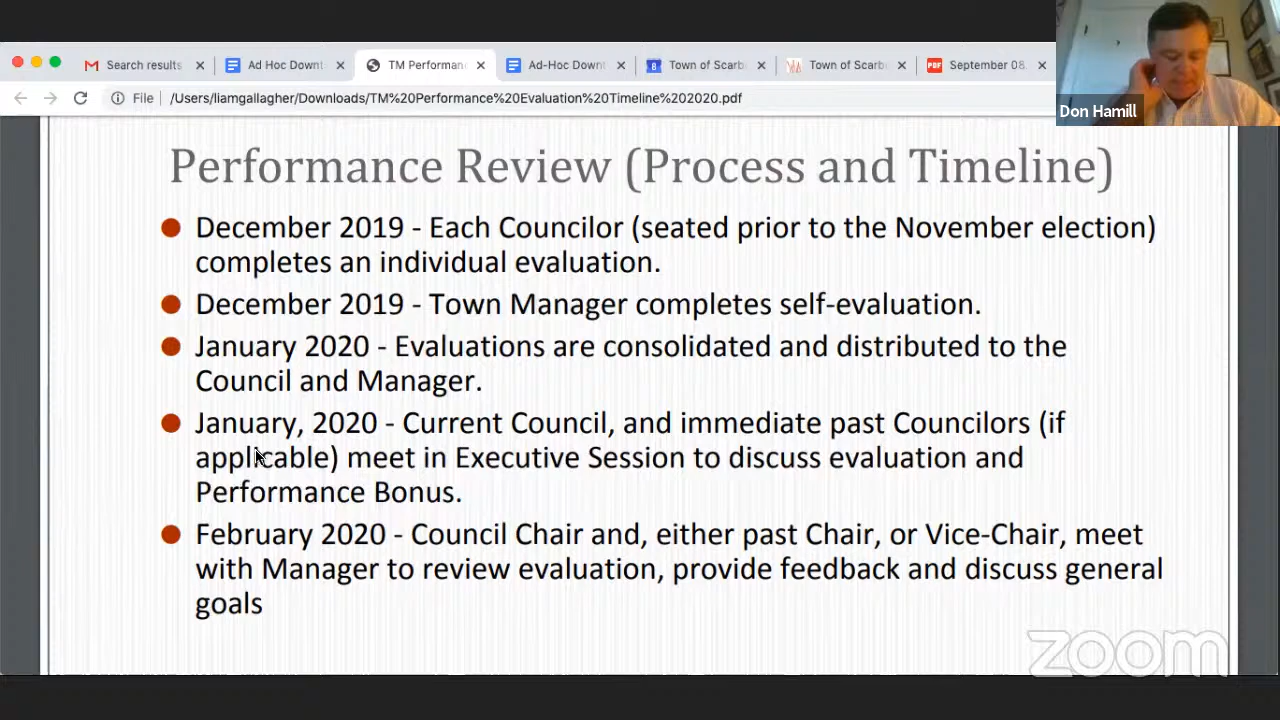 Search results
Ad Hoc Downt
TM Performan
Ad-Hoc Downt
Town of Scarb
Town of Scarb
PDF
September 08.
Don Hamill
File
/Users/liamgallagher/Downloads/TM%20Performance%20Evaluation%20Timeline%202020.pdf
Performance Review (Process and Timeline)
December 2019 - Each Councilor (seated prior to the November election)
completes an individual evaluation.
December 2019 - Town Manager completes self-evaluation.
January 2020 - Evaluations are consolidated and distributed to the
Council and Manager.
January, 2020 - Current Council, and immediate past Councilors (if
applicable) meet in Executive Session to discuss evaluation and
Performance Bonus.
February 2020 - Council Chair and, either past Chair, or Vice-Chair, meet
with Manager to review evaluation, provide feedback and discuss general
goals
zoom